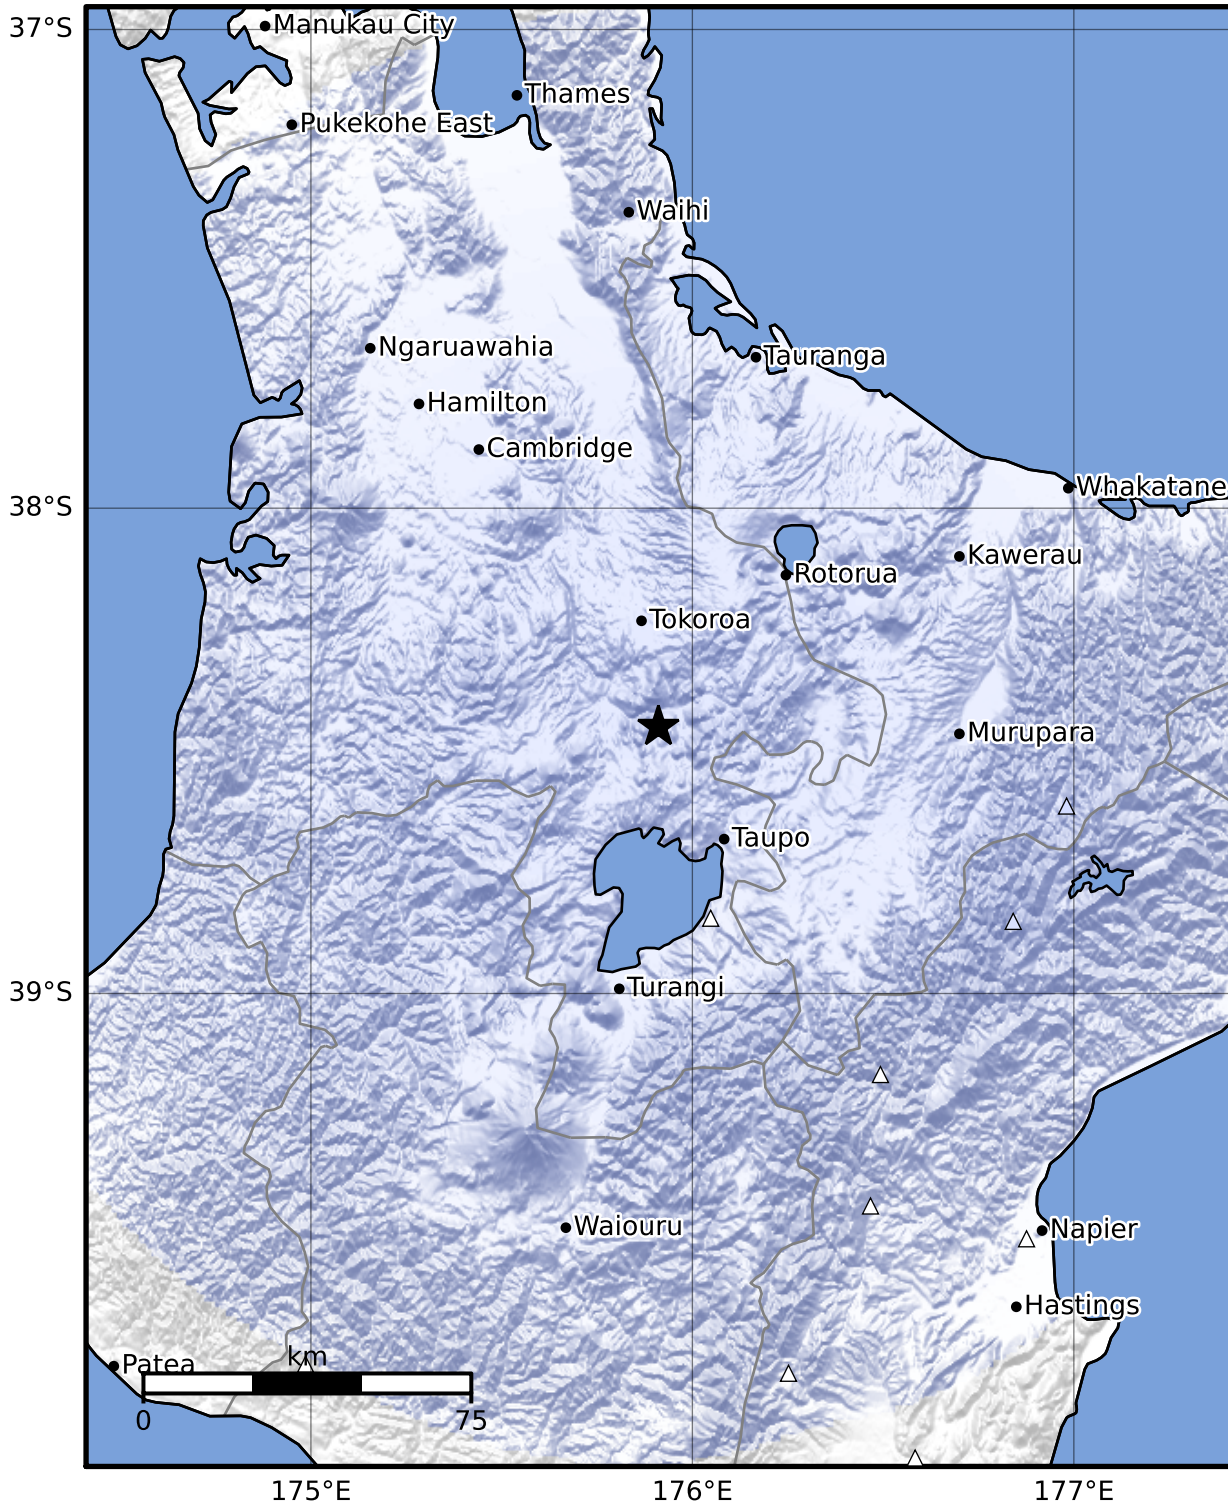 37°S
Manukau City
Thames
Pukekohe East
Waihi
Ngaruawahia
Tauranga
Hamilton
Cambridge
Whakatane
38°S
Kawerau
Rotorua
Tokoroa
Murupara
Taupo
Turangi
39°S
Waiouru
Napier
Hastings
km
Patea
0
75
175°E
176°E
177°E